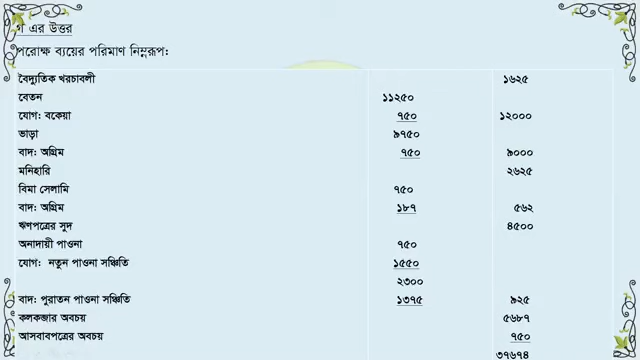 গ এর উত্তর
পরোক্ষ ব্যয়ের পরিমাণ নিম্নরূপ:
বৈদ্যুতিক খরচাবলী ১৬২৫
বেতন ১১২৫০
যোগ: বকেয়া ৭৫০ ১২০০০
ভাড়া ৯৭৫০
বাদ: অগ্রিম ৭৫০ ৯০০০
মনিহারি ২৬২৫
বিমা সেলামি ৭৫০
বাদ: অগ্রিম ১৮৭ ৫৬২
ঋণপত্রের সুদ ৪৫০০
অনাদায়ী পাওনা ৭৫০
যোগ: নতুন পাওনা সঞ্চিতি ১৫৫০
২৩০০
বাদ: পুরাতন পাওনা সঞ্চিতি ১৩৭৫ ৯২৫
কলকজার অবচয় ৫৬৮৭
আসবাবপত্রের অবচয় ৭৫০
৩৭৬৭৪